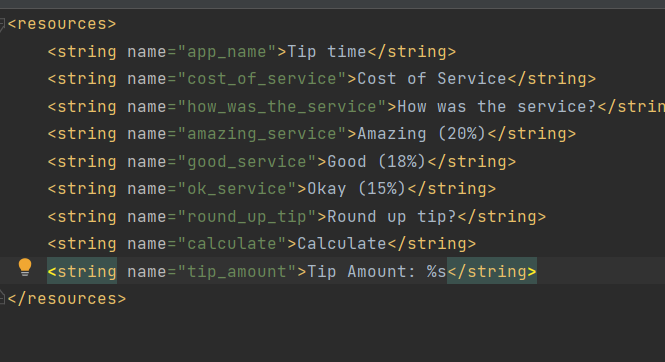 <resources>
    <string name="app_name">Tip time</string>
    <string name="cost_of_service">Cost of Service</string>
    <string name="how_was_the_service">How was the service?</strin
    <string name="amazing_service">Amazing (20%)</string>
    <string name="good_service">Good (18%)</string>
    <string name="ok_service">Okay (15%)</string>
    <string name="round_up_tip">Round up tip?</string>
    <string name="calculate">Calculate</string>
    <string name="tip_amount">Tip Amount: %s</string>
</resources>